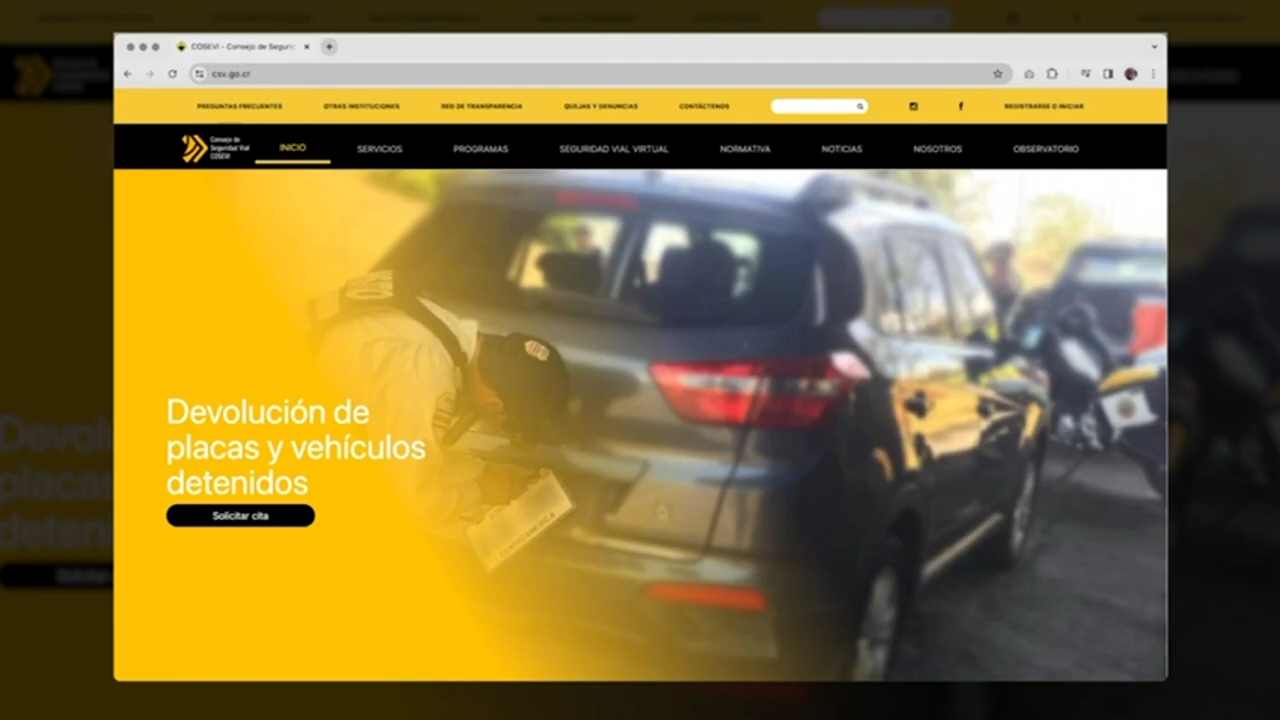 COSEVI - Consejo de Seguri
csv.go.cr
PREGUNTAS FRECUENTES OTRAS INSTITUCIONES RED DE TRANSPARENCIA QUEJAS Y DENUNCIAS CONTÁCTENOS REGISTRARSE O INICIAR
Consejo de
Seguridad Vial
COSEVI
INICIO SERVICIOS PROGRAMAS SEGURIDAD VIAL VIRTUAL NORMATIVA NOTICIAS NOSOTROS OBSERVATORIO
Devolución de
placas y vehículos
detenidos
Solicitar cita
CENTROAMERICA